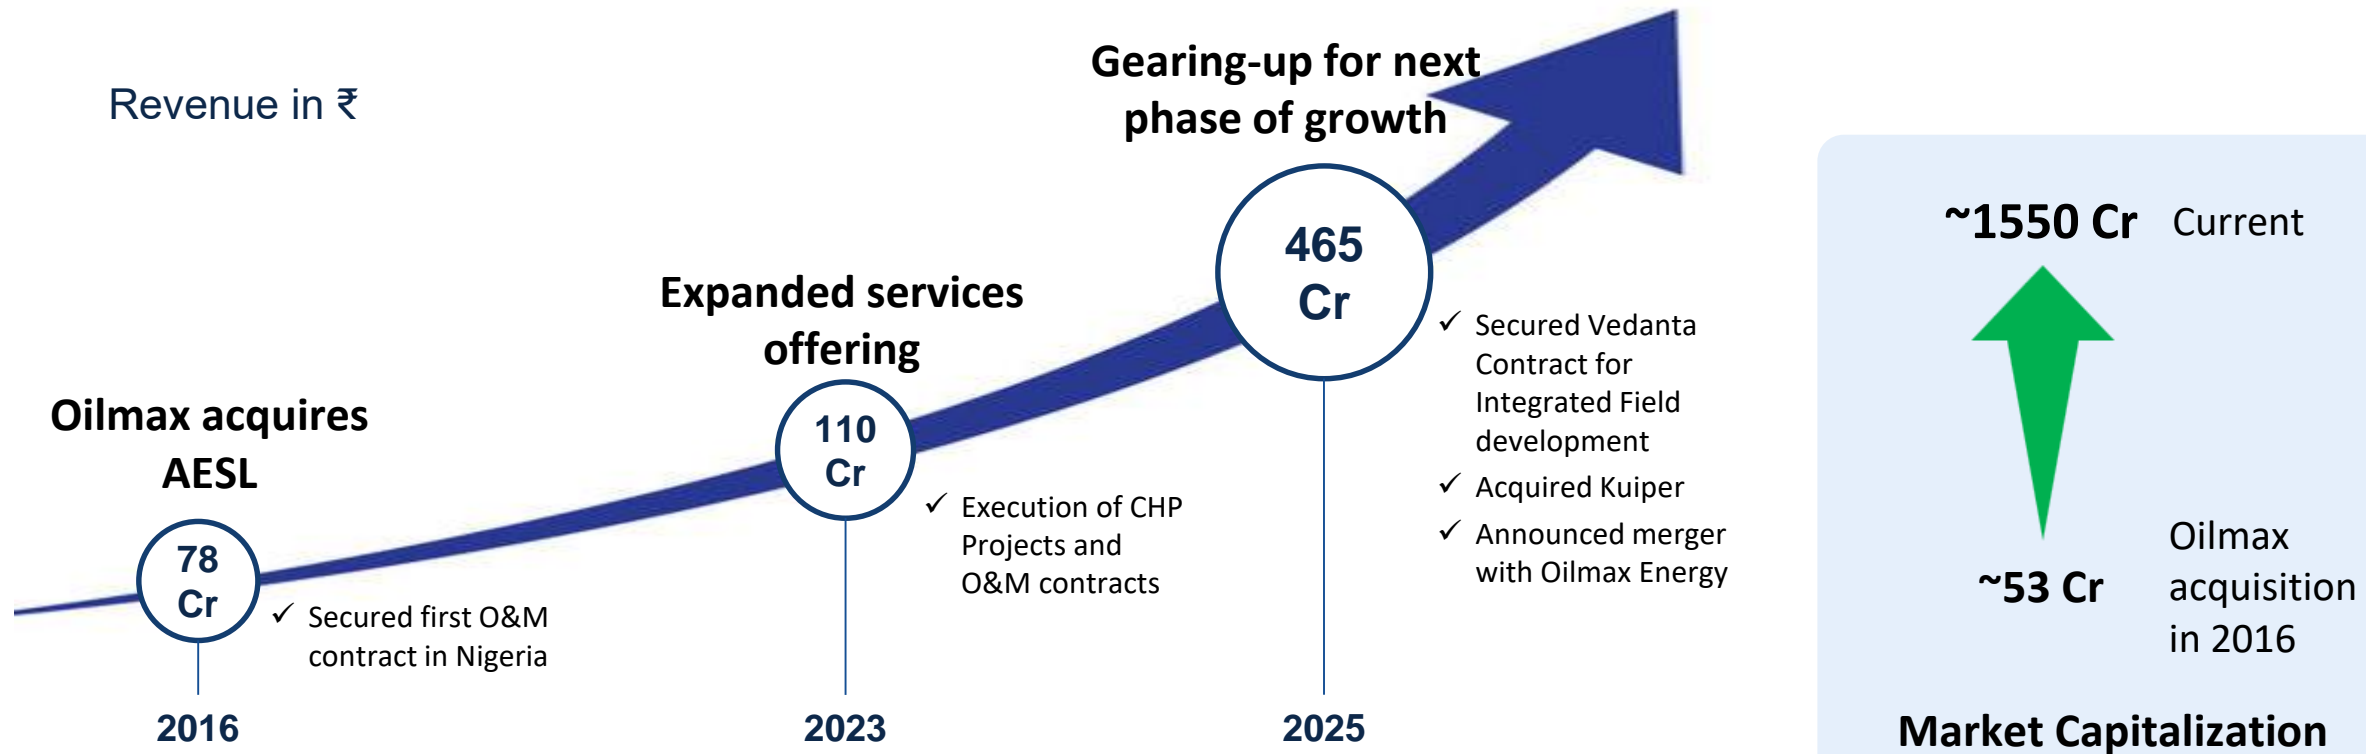 Revenue in ₹
Oilmax acquires
AESL
78
Cr
✓ Secured first O&M
contract in Nigeria
2016
Expanded services
offering
110
Cr
✓ Execution of CHP
Projects and
O&M contracts
2023
Gearing-up for next
phase of growth
465
Cr
✓ Secured Vedanta
Contract for
Integrated Field
development
✓ Acquired Kuiper
✓ Announced merger
with Oilmax Energy
2025
~1550 Cr Current
~53 Cr
Oilmax
acquisition
in 2016
Market Capitalization